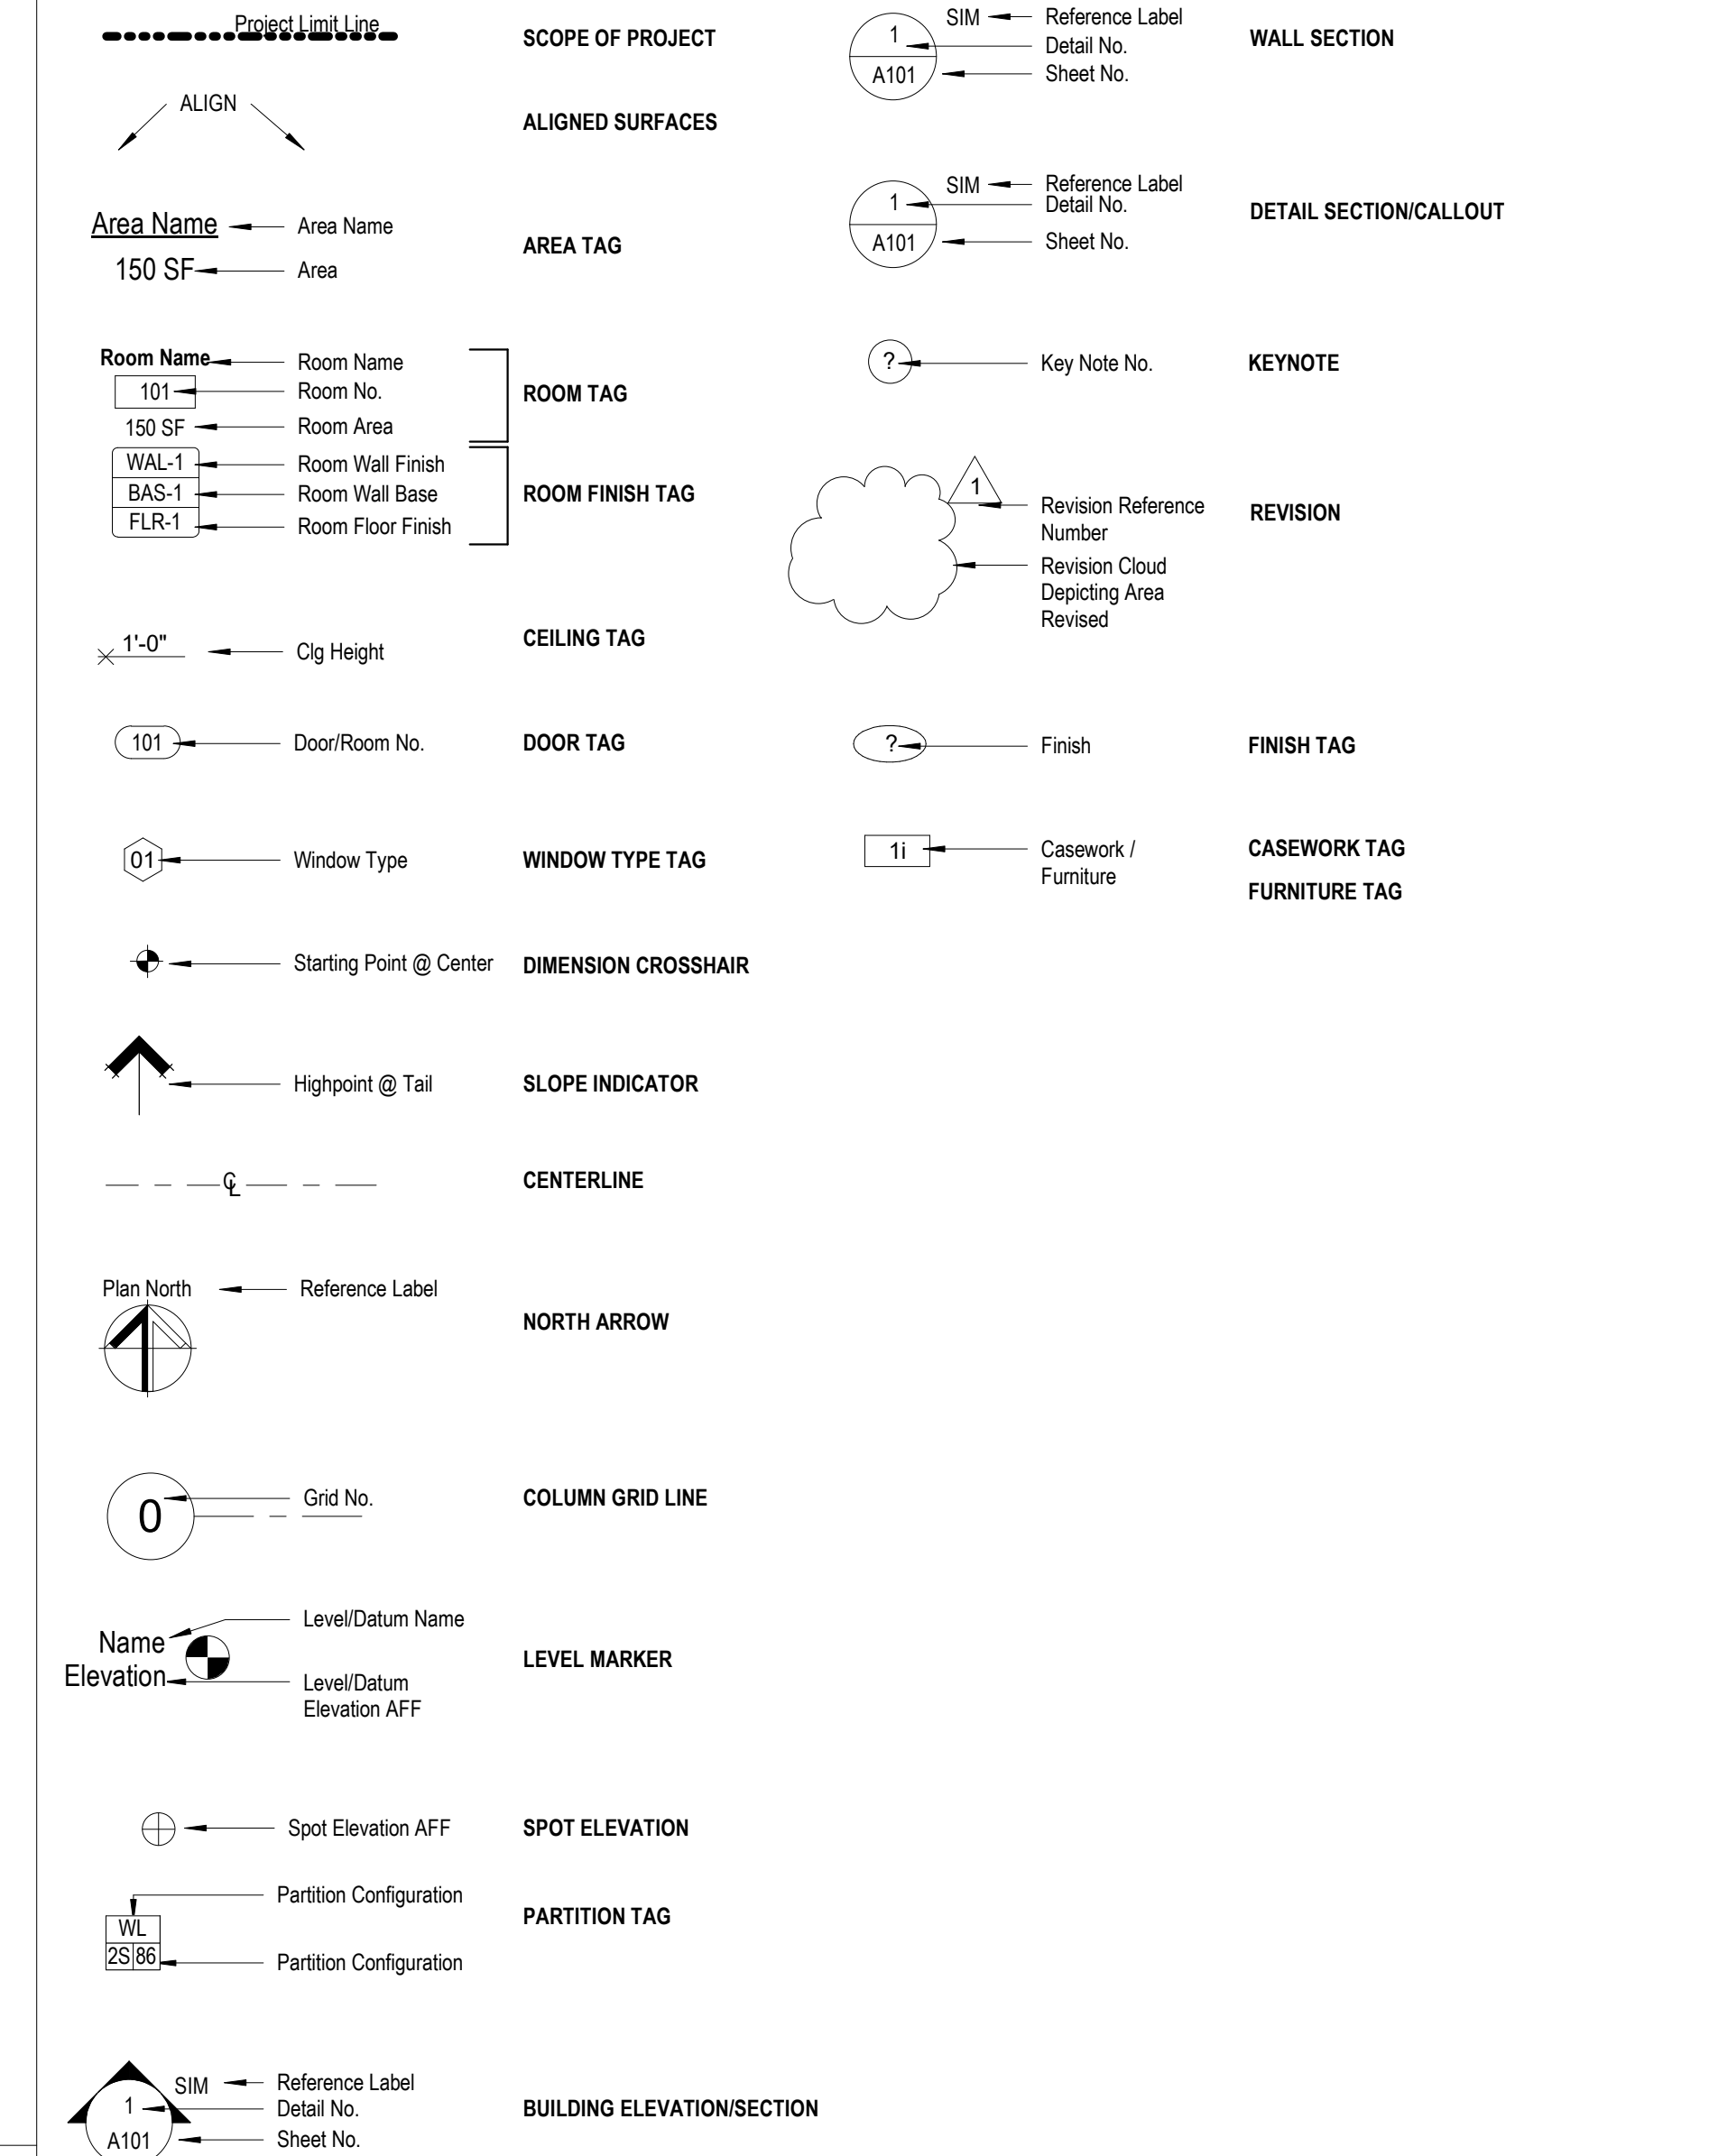 Project Limit Line
SCOPE OF PROJECT
ALIGN
ALIGNED SURFACES
Area Name
Area Name
150 SF
Area
AREA TAG
Room Name
Room Name
101
Room No.
150 SF
Room Area
ROOM TAG
WAL-1
Room Wall Finish
BAS-1
Room Wall Base
FLR-1
Room Floor Finish
ROOM FINISH TAG
1'-0"
Clg Height
CEILING TAG
101
Door/Room No.
DOOR TAG
01
Window Type
WINDOW TYPE TAG
Starting Point @ Center
DIMENSION CROSSHAIR
Highpoint @ Tail
SLOPE INDICATOR
℄
CENTERLINE
Plan North
Reference Label
NORTH ARROW
0
Grid No.
COLUMN GRID LINE
Name
Elevation
Level/Datum Name
Level/Datum
Elevation AFF
LEVEL MARKER
Spot Elevation AFF
SPOT ELEVATION
Partition Configuration
WL
2S 86
Partition Configuration
PARTITION TAG
SIM
Reference Label
1
Detail No.
A101
Sheet No.
BUILDING ELEVATION/SECTION
SIM
Reference Label
1
Detail No.
A101
Sheet No.
WALL SECTION
SIM
Reference Label
1
Detail No.
A101
Sheet No.
DETAIL SECTION/CALLOUT
?
Key Note No.
KEYNOTE
1
Revision Reference
Number
Revision Cloud
Depicting Area
Revised
REVISION
?
Finish
FINISH TAG
1i
Casework /
Furniture
CASEWORK TAG
FURNITURE TAG